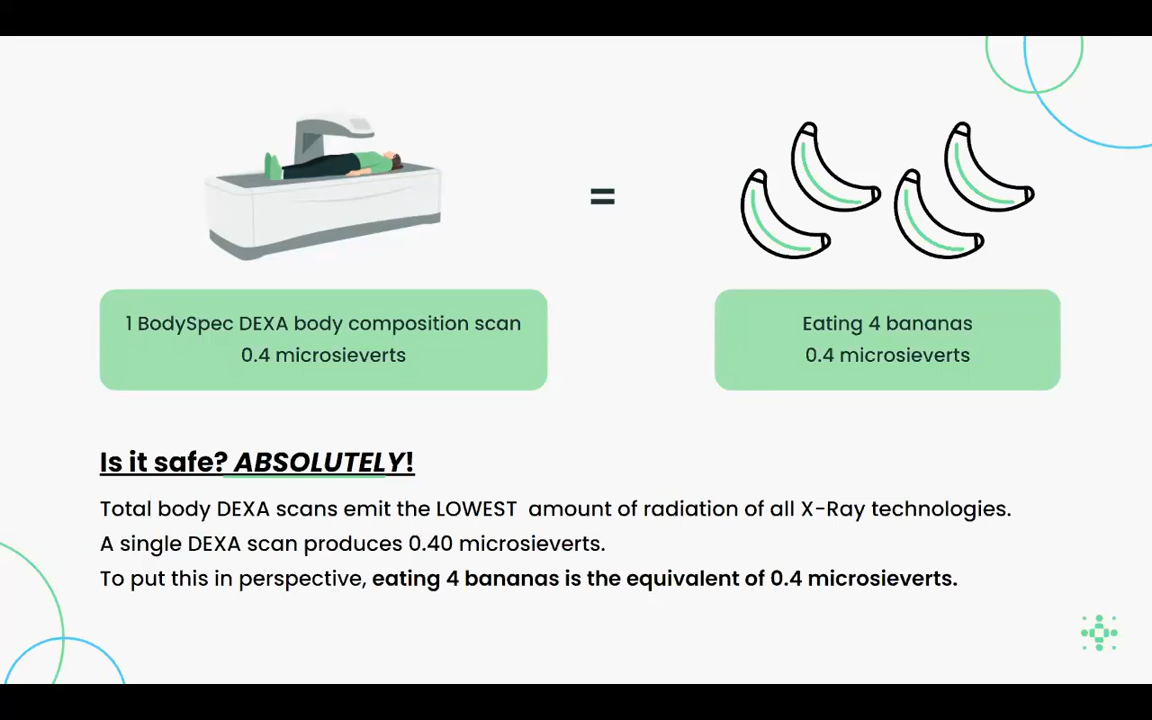 1 BodySpec DEXA body composition scan
0.4 microsieverts
=
Eating 4 bananas
0.4 microsieverts
Is it safe? ABSOLUTELY!
Total body DEXA scans emit the LOWEST  amount of radiation of all X-Ray technologies.
A single DEXA scan produces 0.40 microsieverts.
To put this in perspective, eating 4 bananas is the equivalent of 0.4 microsieverts.